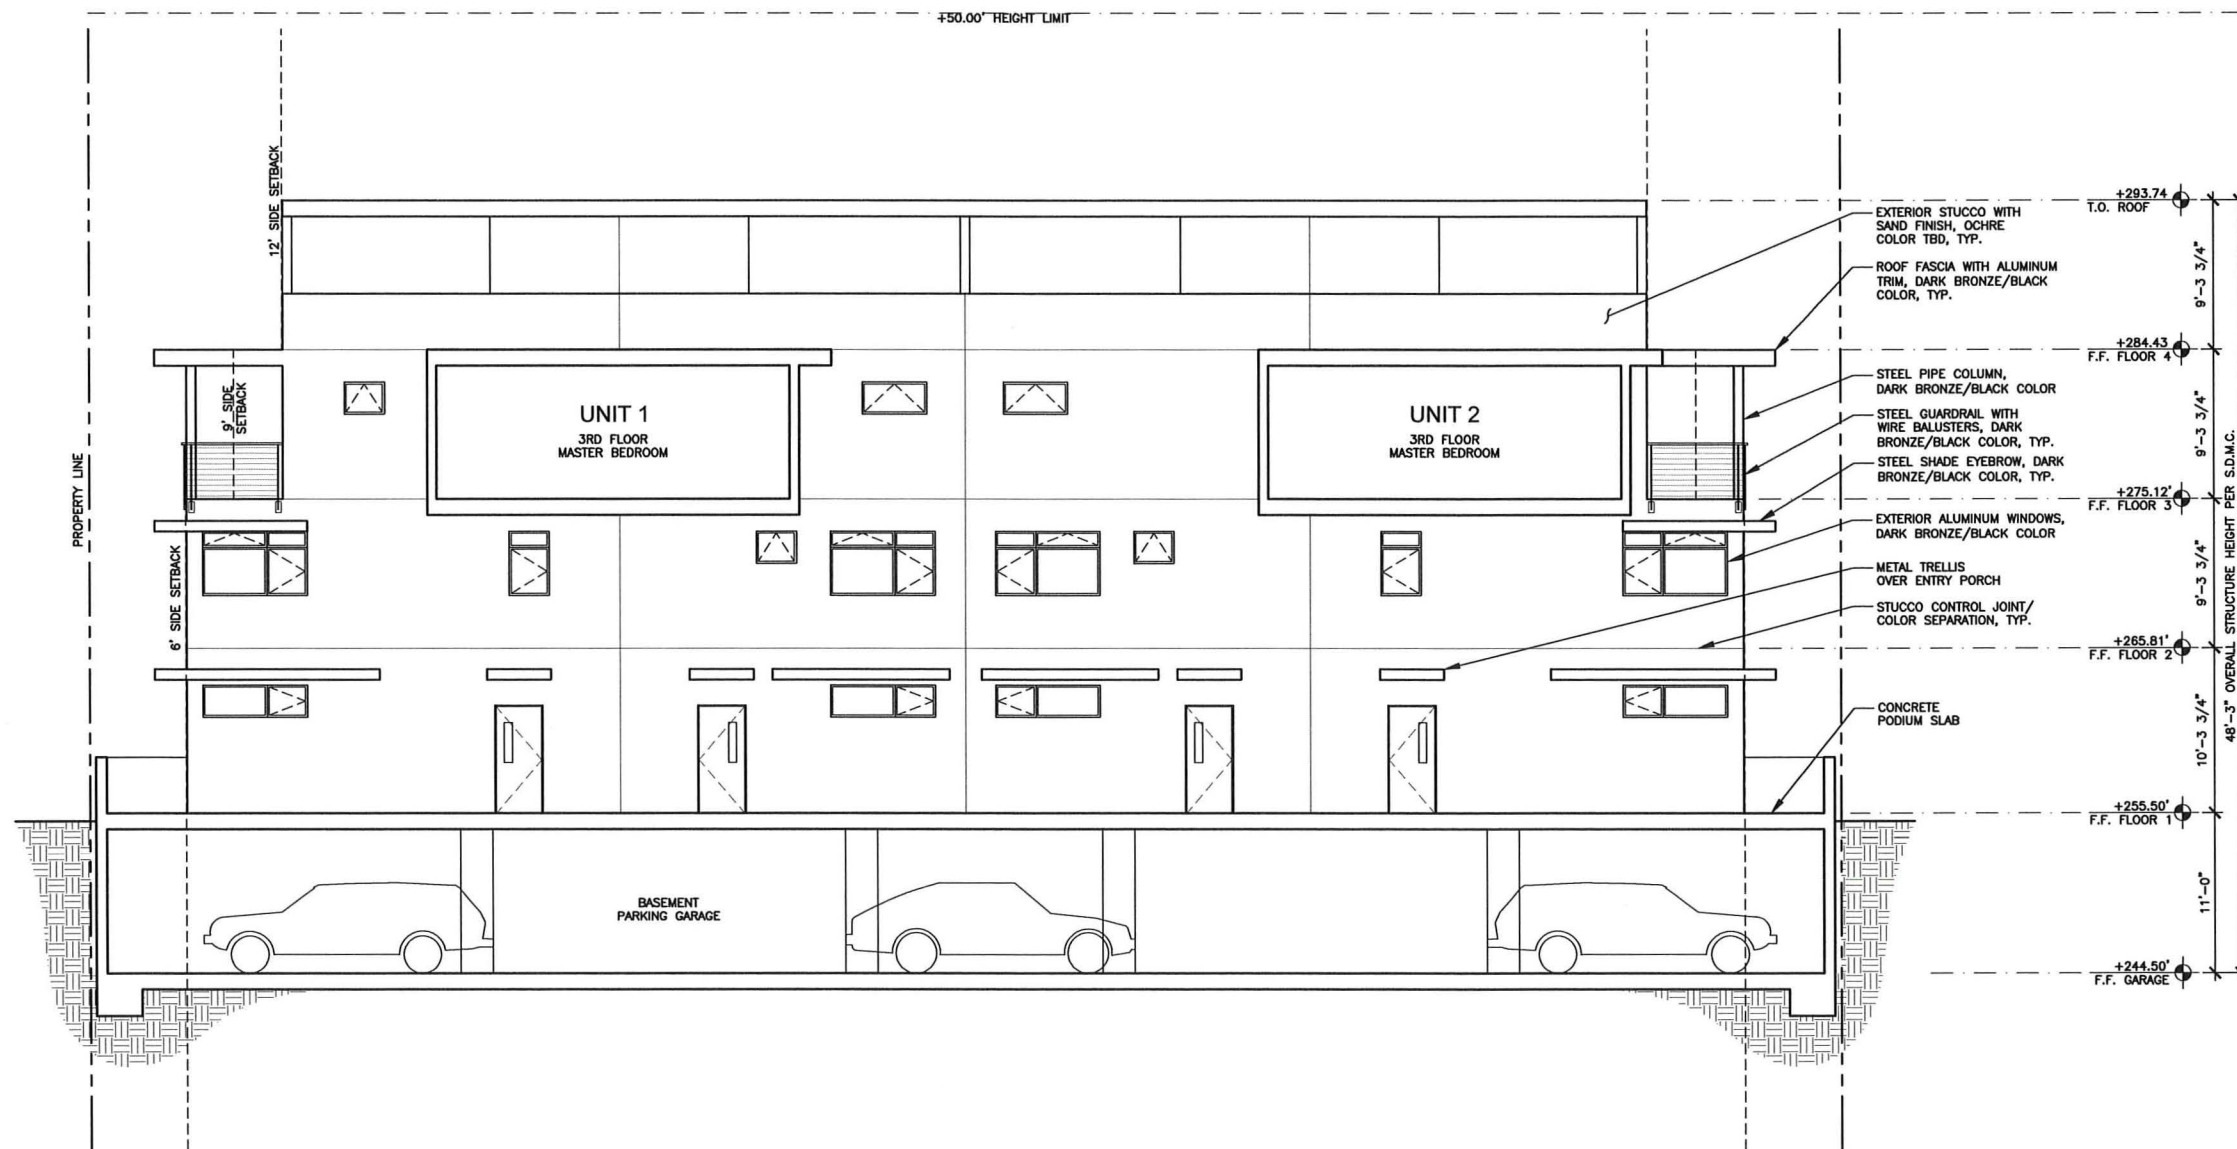 +50.00' HEIGHT LIMIT
12' SIDE SETBACK
9' SIDE
SETBACK
PROPERTY LINE
6' SIDE SETBACK
UNIT 1
3RD FLOOR
MASTER BEDROOM
UNIT 2
3RD FLOOR
MASTER BEDROOM
BASEMENT
PARKING GARAGE
EXTERIOR STUCCO WITH
SAND FINISH, OCHRE
COLOR TBD, TYP.
ROOF FASCIA WITH ALUMINUM
TRIM, DARK BRONZE/BLACK
COLOR, TYP.
STEEL PIPE COLUMN,
DARK BRONZE/BLACK COLOR
STEEL GUARDRAIL WITH
WIRE BALUSTERS, DARK
BRONZE/BLACK COLOR, TYP.
STEEL SHADE EYEBROW, DARK
BRONZE/BLACK COLOR, TYP.
EXTERIOR ALUMINUM WINDOWS,
DARK BRONZE/BLACK COLOR
METAL TRELLIS
OVER ENTRY PORCH
STUCCO CONTROL JOINT/
COLOR SEPARATION, TYP.
CONCRETE
PODIUM SLAB
+293.74
T.O. ROOF
+284.43
F.F. FLOOR 4
+275.12'
F.F. FLOOR 3
+265.81'
F.F. FLOOR 2
+255.50'
F.F. FLOOR 1
+244.50'
F.F. GARAGE
9'-3 3/4"
9'-3 3/4"
9'-3 3/4"
10'-3 3/4"
11'-0"
48'-3" OVERALL STRUCTURE HEIGHT PER S.D.M.C.